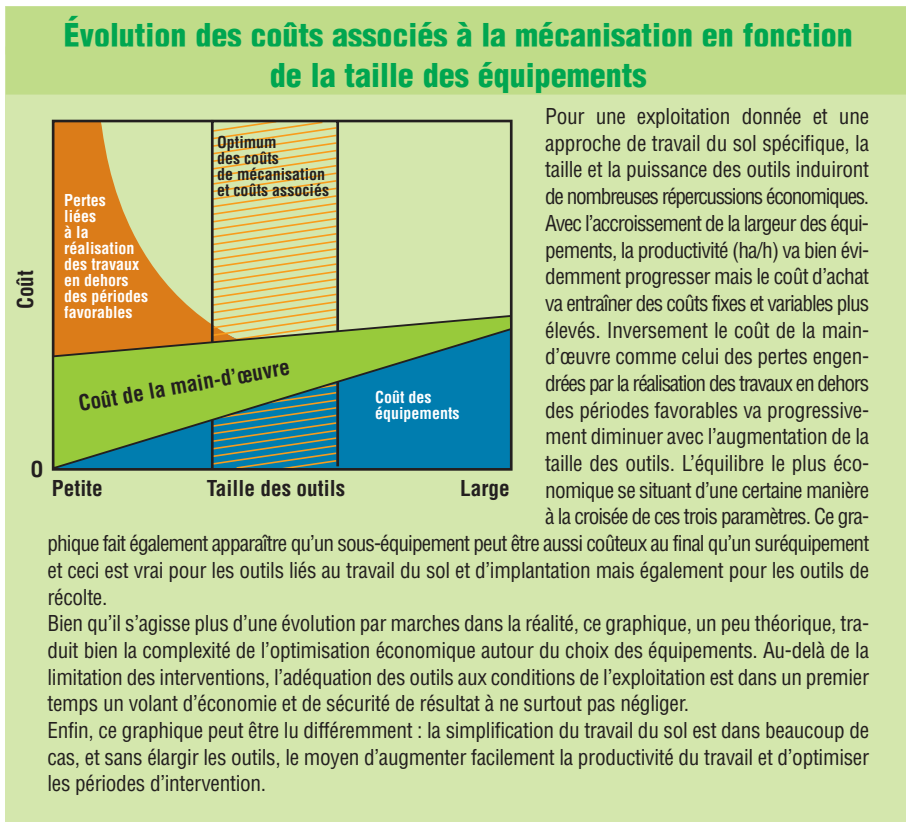 Évolution des coûts associés à la mécanisation en fonction
de la taille des équipements
Optimum
des coûts
de mécanisation
et coûts associés
Pertes
liées
à la
réalisation
des travaux
en dehors
des périodes
favorables
Coût
Coût de la main-d’œuvre
Coût des
équipements
0
Petite
Taille des outils
Large
Pour une exploitation donnée et une
approche de travail du sol spécifique, la
taille et la puissance des outils induiront
de nombreuses répercussions économiques.
Avec l’accroissement de la largeur des équi-
pements, la productivité (ha/h) va bien évi-
demment progresser mais le coût d’achat
va entraîner des coûts fixes et variables plus
élevés. Inversement le coût de la main-
d’œuvre comme celui des pertes engen-
drées par la réalisation des travaux en dehors
des périodes favorables va progressive-
ment diminuer avec l’augmentation de la
taille des outils. L’équilibre le plus éco-
nomique se situant d’une certaine manière
à la croisée de ces trois paramètres. Ce gra-
phique fait également apparaître qu’un sous-équipement peut être aussi coûteux au final qu’un suréquipement
et ceci est vrai pour les outils liés au travail du sol et d’implantation mais également pour les outils de
récolte.
Bien qu’il s’agisse plus d’une évolution par marches dans la réalité, ce graphique, un peu théorique, tra-
duit bien la complexité de l’optimisation économique autour du choix des équipements. Au-delà de la
limitation des interventions, l’adéquation des outils aux conditions de l’exploitation est dans un premier
temps un volant d’économie et de sécurité de résultat à ne surtout pas négliger.
Enfin, ce graphique peut être lu différemment : la simplification du travail du sol est dans beaucoup de
cas, et sans élargir les outils, le moyen d’augmenter facilement la productivité du travail et d’optimiser
les périodes d’intervention.